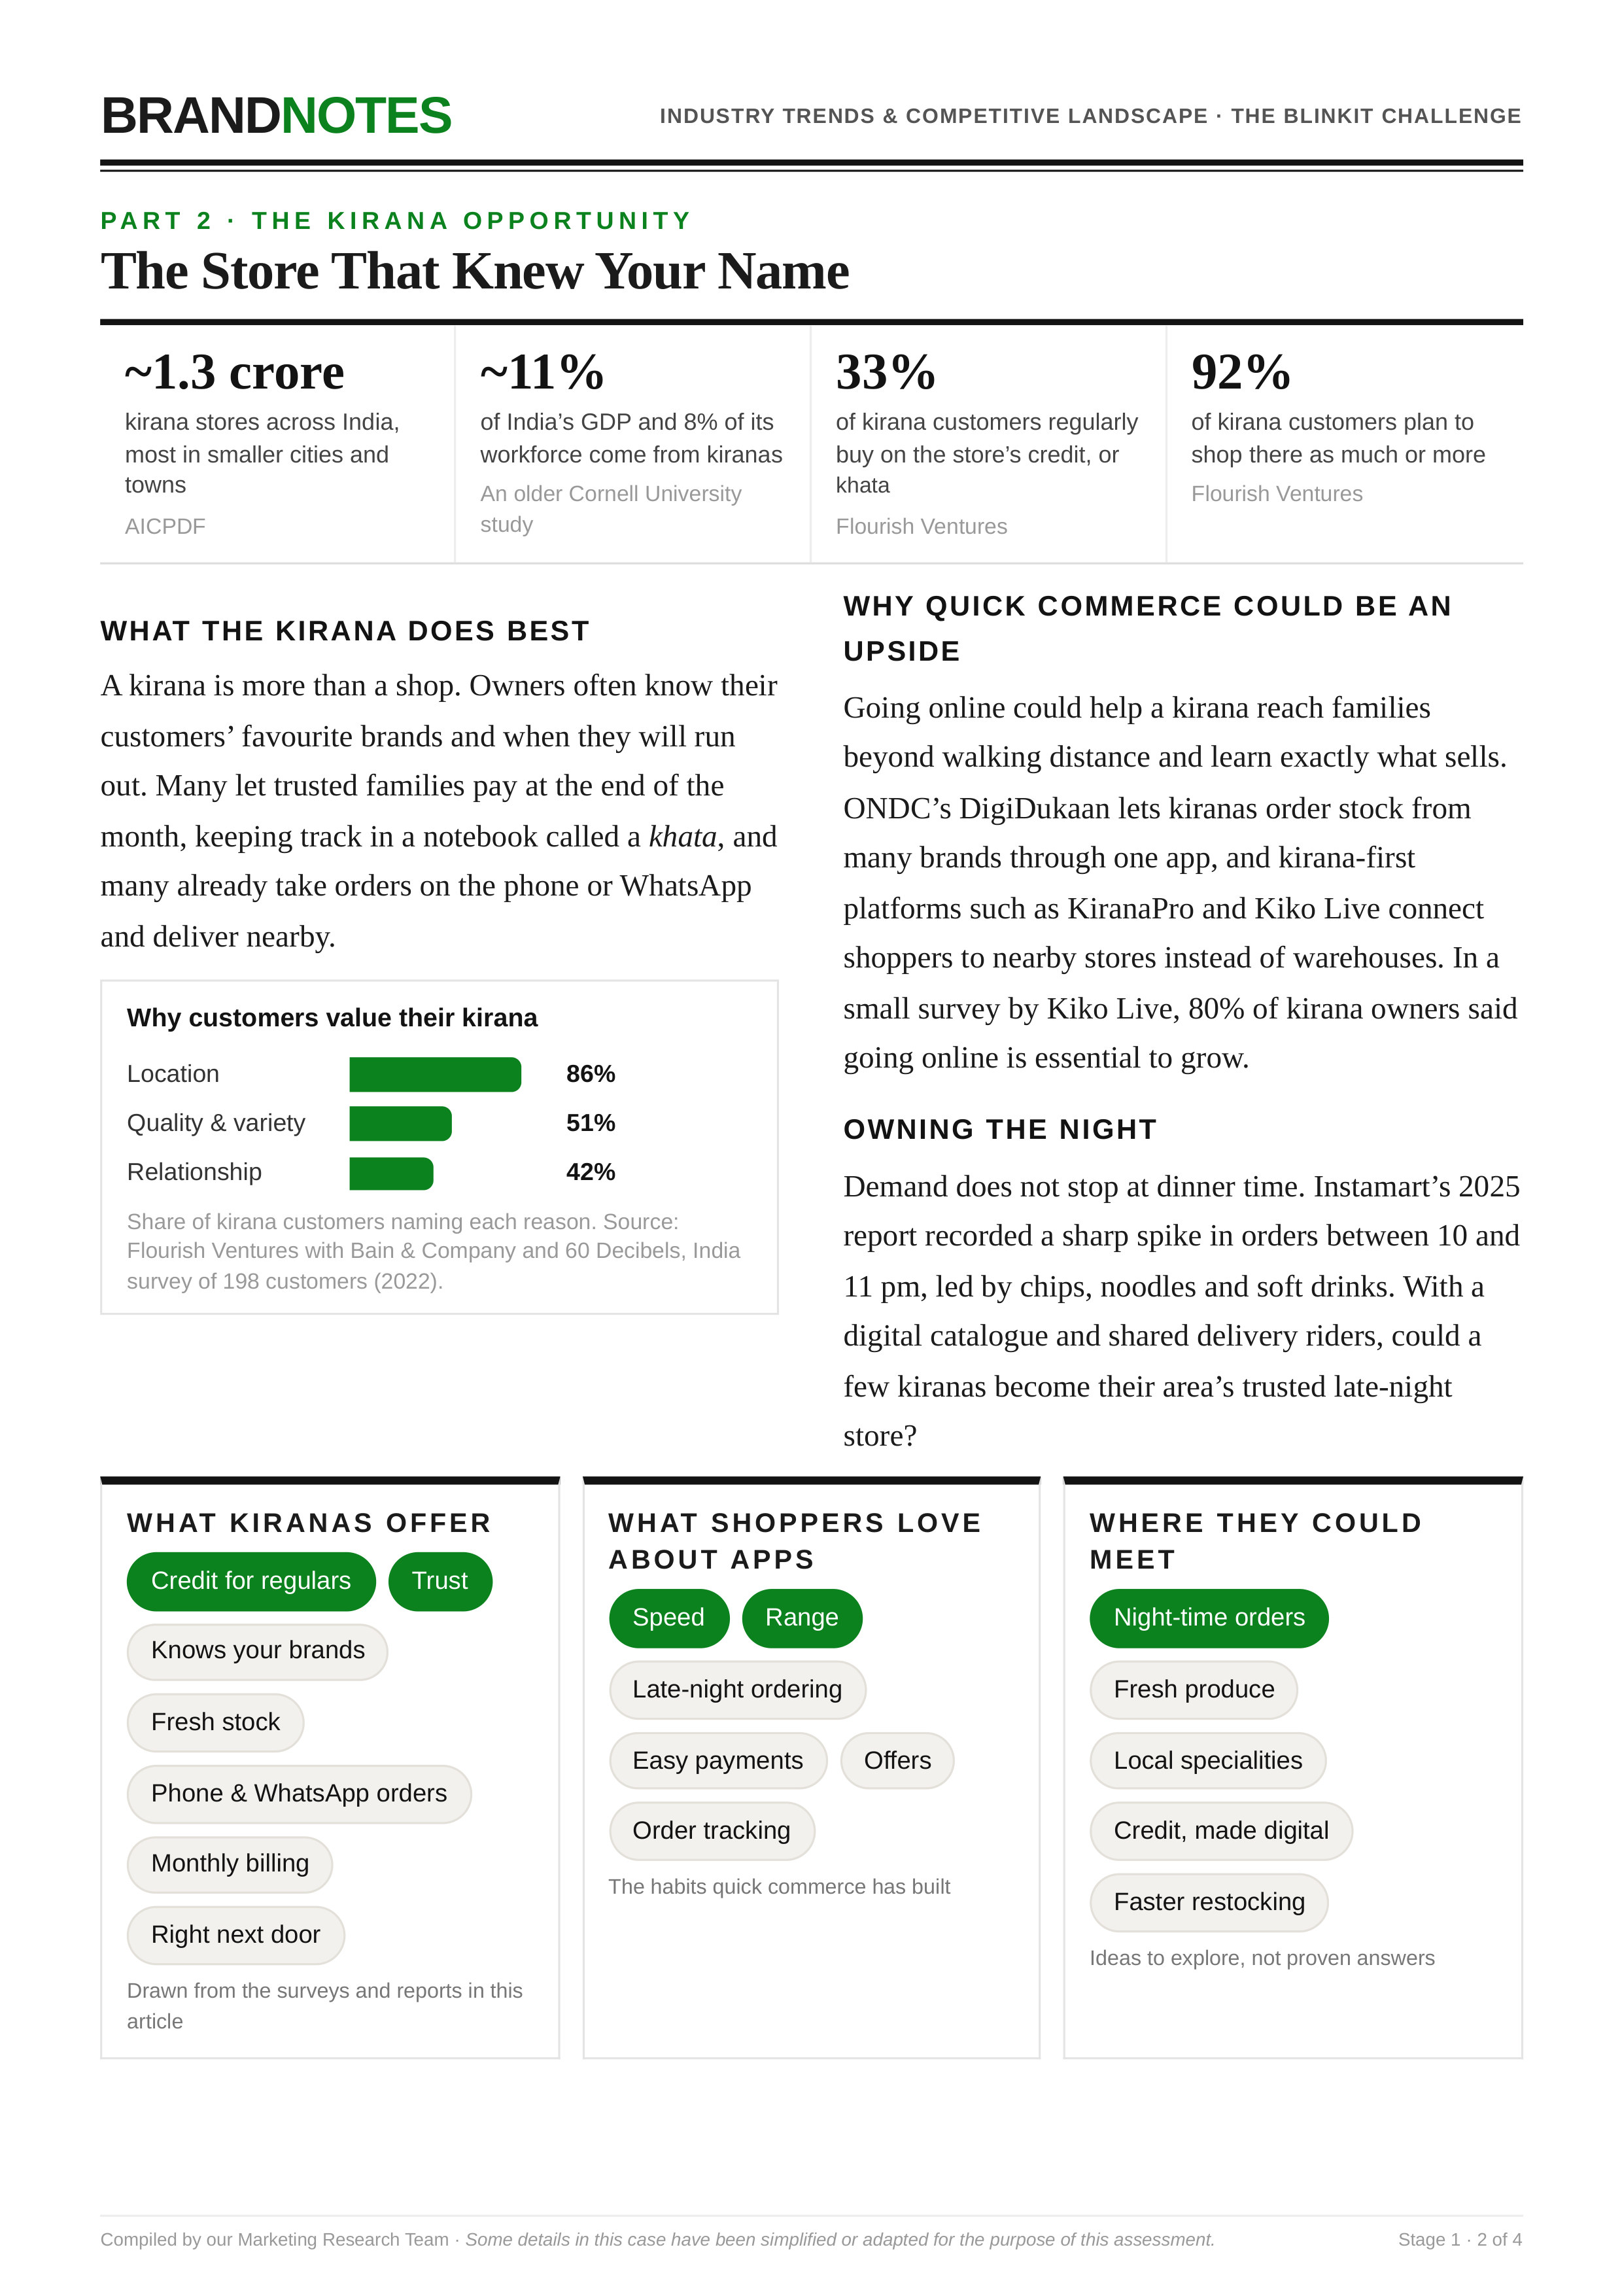 BRANDNOTES
INDUSTRY TRENDS & COMPETITIVE LANDSCAPE · THE BLINKIT CHALLENGE
PART 2 · THE KIRANA OPPORTUNITY
The Store That Knew Your Name
~1.3 crore
kirana stores across India,
most in smaller cities and
towns
AICPDF
~11%
of India’s GDP and 8% of its
workforce come from kiranas
An older Cornell University
study
33%
of kirana customers regularly
buy on the store’s credit, or
khata
Flourish Ventures
92%
of kirana customers plan to
shop there as much or more
Flourish Ventures
WHAT THE KIRANA DOES BEST
A kirana is more than a shop. Owners often know their
customers’ favourite brands and when they will run
out. Many let trusted families pay at the end of the
month, keeping track in a notebook called a khata, and
many already take orders on the phone or WhatsApp
and deliver nearby.
Why customers value their kirana
Location 86%
Quality & variety 51%
Relationship 42%
Share of kirana customers naming each reason. Source:
Flourish Ventures with Bain & Company and 60 Decibels, India
survey of 198 customers (2022).
WHY QUICK COMMERCE COULD BE AN
UPSIDE
Going online could help a kirana reach families
beyond walking distance and learn exactly what sells.
ONDC’s DigiDukaan lets kiranas order stock from
many brands through one app, and kirana-first
platforms such as KiranaPro and Kiko Live connect
shoppers to nearby stores instead of warehouses. In a
small survey by Kiko Live, 80% of kirana owners said
going online is essential to grow.
OWNING THE NIGHT
Demand does not stop at dinner time. Instamart’s 2025
report recorded a sharp spike in orders between 10 and
11 pm, led by chips, noodles and soft drinks. With a
digital catalogue and shared delivery riders, could a
few kiranas become their area’s trusted late-night
store?
WHAT KIRANAS OFFER
Credit for regulars Trust
Knows your brands
Fresh stock
Phone & WhatsApp orders
Monthly billing
Right next door
Drawn from the surveys and reports in this
article
WHAT SHOPPERS LOVE
ABOUT APPS
Speed Range
Late-night ordering
Easy payments Offers
Order tracking
The habits quick commerce has built
WHERE THEY COULD
MEET
Night-time orders
Fresh produce
Local specialities
Credit, made digital
Faster restocking
Ideas to explore, not proven answers
Compiled by our Marketing Research Team · Some details in this case have been simplified or adapted for the purpose of this assessment.
Stage 1 · 2 of 4